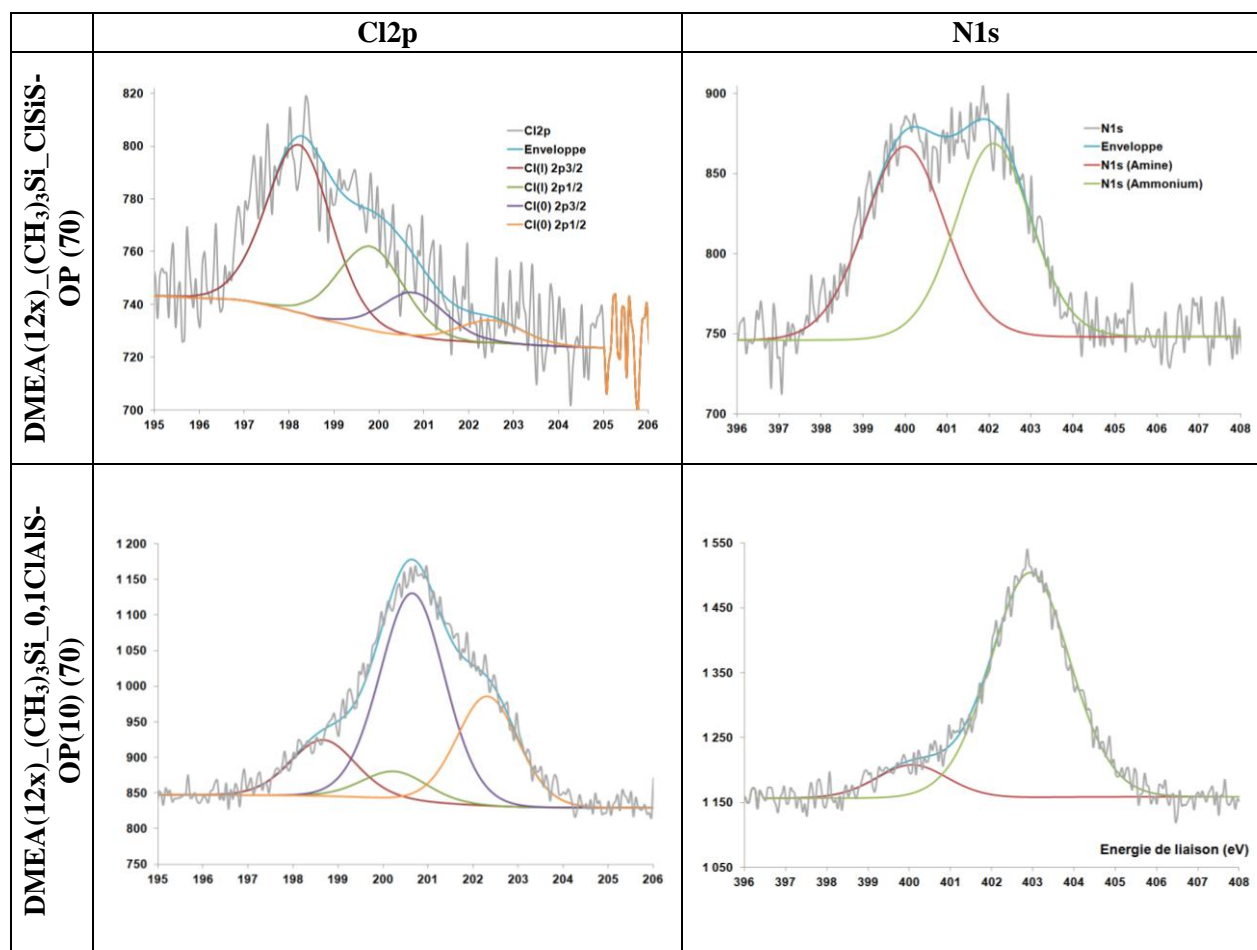 Cl2p
N1s
DMEA(12x)_(CH₃)₃Si_ClSiS-
OP (70)
820
800
780
760
740
720
700
195 196 197 198 199 200 201 202 203 204 205 206
Cl2p
Enveloppe
Cl(I) 2p3/2
Cl(I) 2p1/2
Cl(0) 2p3/2
Cl(0) 2p1/2
900
850
800
750
700
396 397 398 399 400 401 402 403 404 405 406 407 408
N1s
Enveloppe
N1s (Amine)
N1s (Ammonium)
DMEA(12x)_(CH₃)₃Si_0,1ClAlS-
OP(10) (70)
1 200
1 150
1 100
1 050
1 000
950
900
850
800
750
195 196 197 198 199 200 201 202 203 204 205 206
1 550
1 450
1 350
1 250
1 150
1 050
396 397 398 399 400 401 402 403 404 405 406 407 408
Energie de liaison (eV)